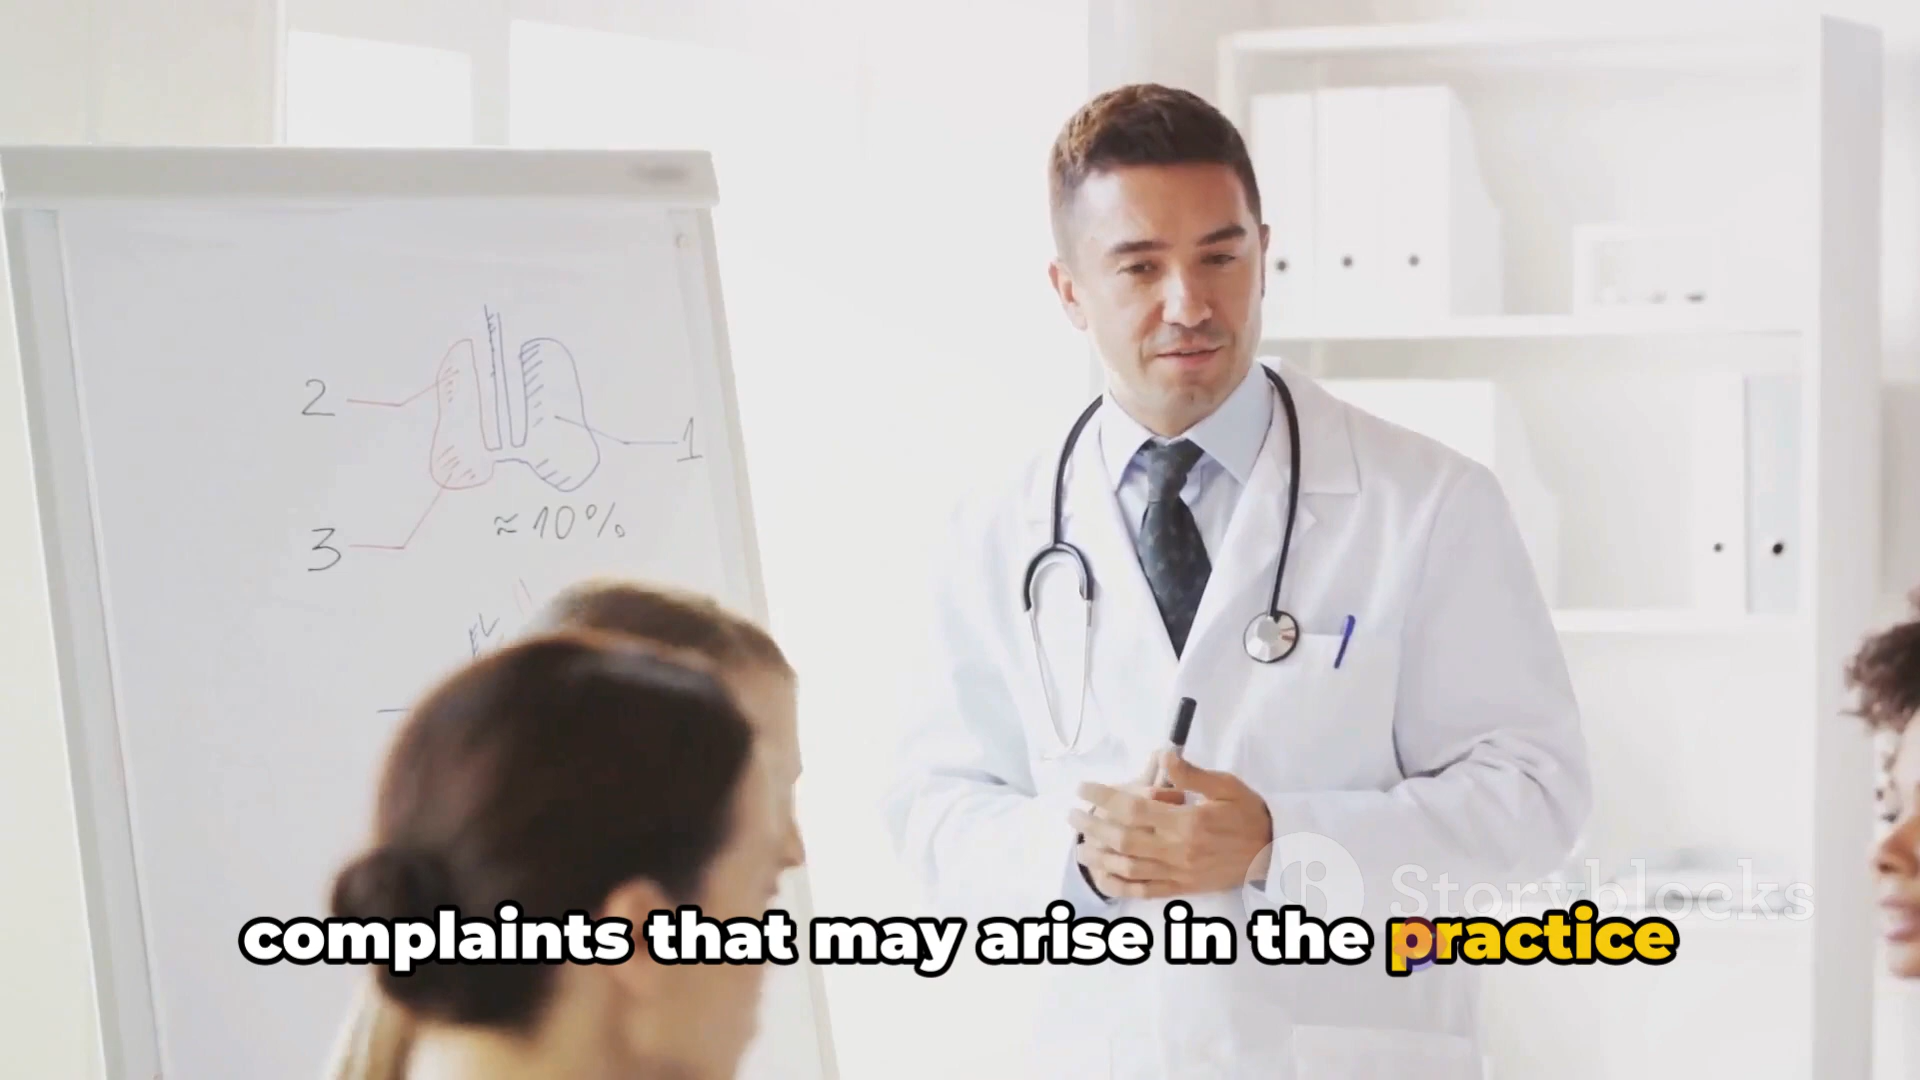 2
1
3
≈ 10%
Storyblocks
complaints that may arise in the practice